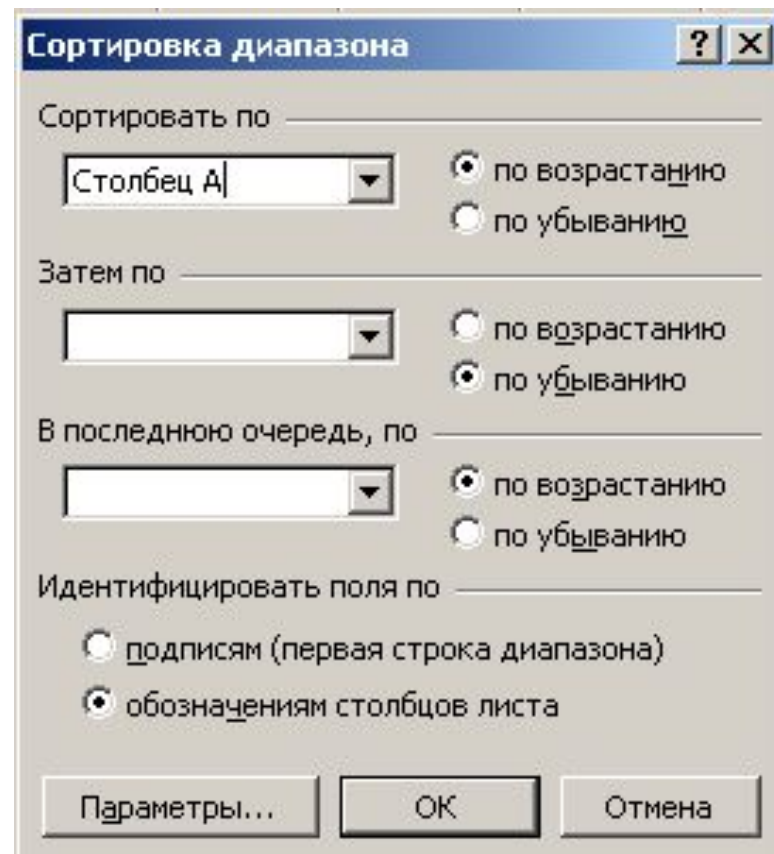 Сортировка диапазона
Сортировать по
Столбец А
по возрастанию
по убыванию
Затем по
по возрастанию
по убыванию
В последнюю очередь, по
по возрастанию
по убыванию
Идентифицировать поля по
подписям (первая строка диапазона)
обозначениям столбцов листа
Параметры... ОК Отмена